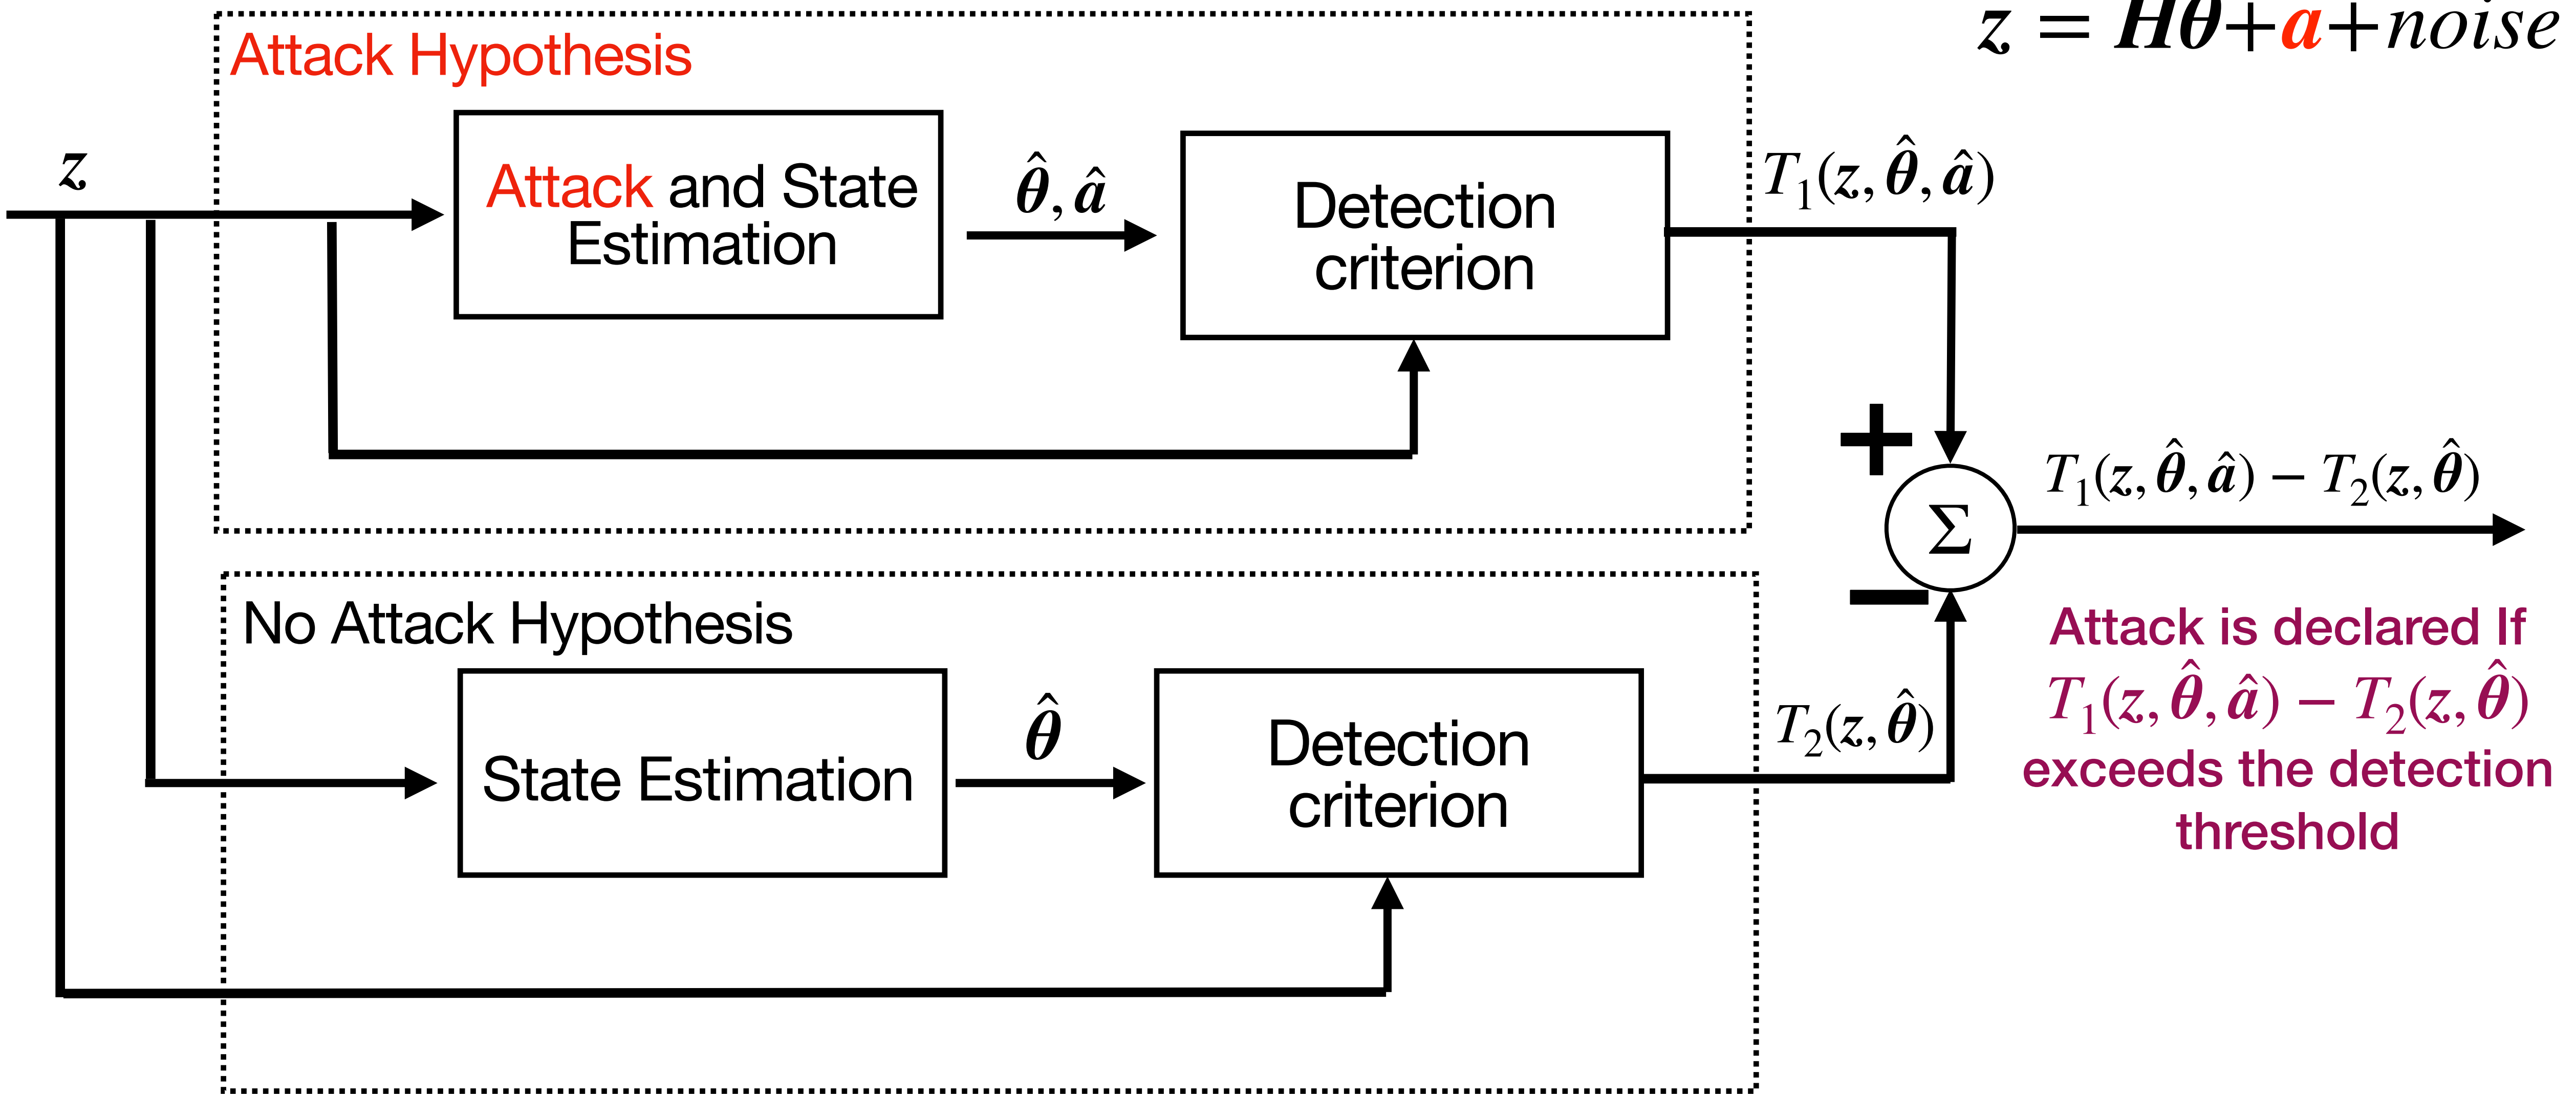 z = Hθ+a+noise
Attack Hypothesis
z
Attack and State
Estimation
θ̂, â
Detection
criterion
T₁(z, θ̂, â)
+
Σ
T₁(z, θ̂, â) − T₂(z, θ̂)
−
No Attack Hypothesis
State Estimation
θ̂
Detection
criterion
T₂(z, θ̂)
Attack is declared If
T₁(z, θ̂, â) − T₂(z, θ̂)
exceeds the detection
threshold